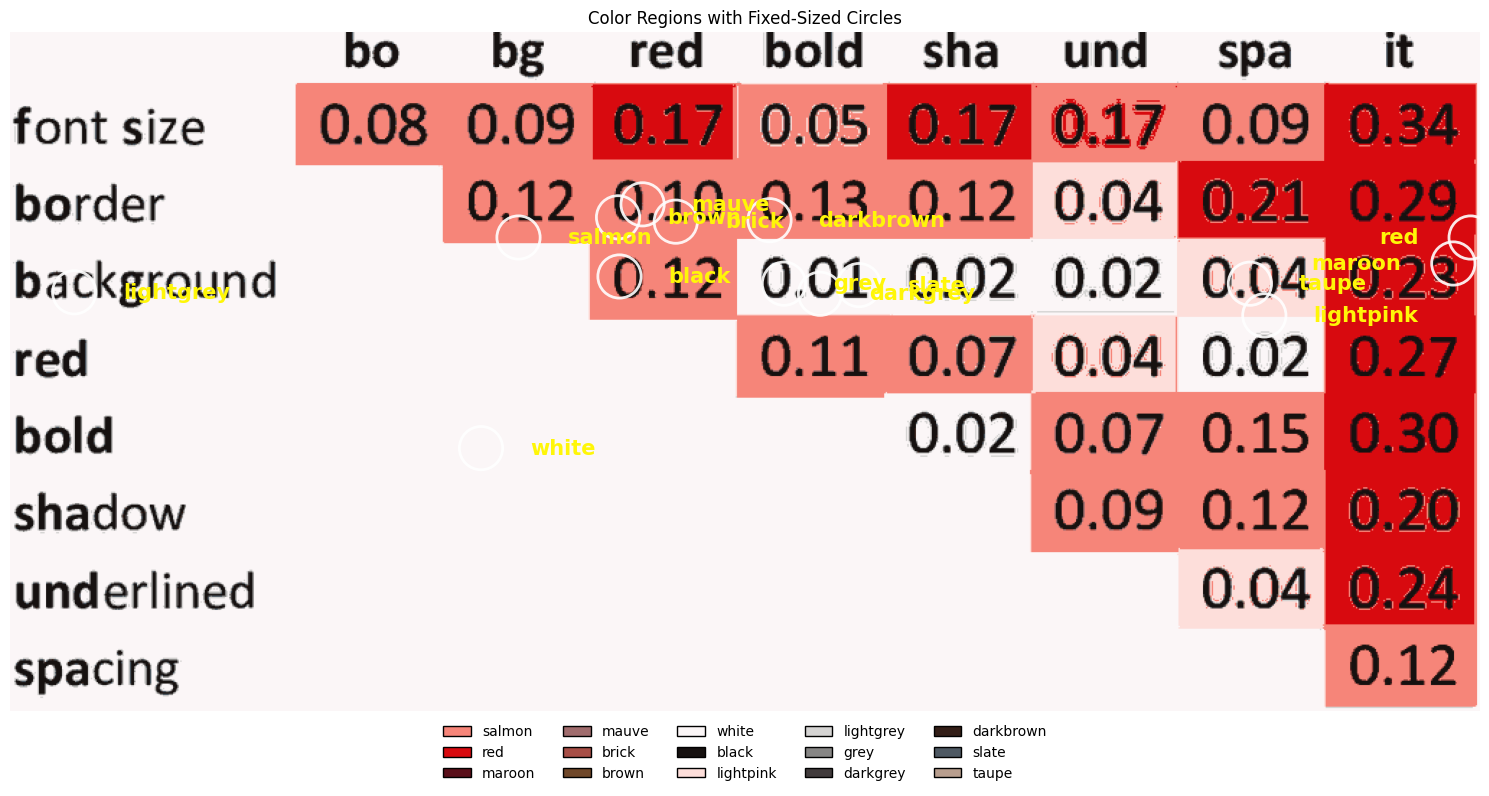 Color Regions with Fixed-Sized Circles
bo bg red bold sha und spa it
font size 0.08 0.09 0.17 0.05 0.17 0.17 0.09 0.34
border 0.12 0.10 0.13 0.12 0.04 0.21 0.29
mauve
brown brick darkbrown
salmon red
background 0.12 0.01 0.02 0.02 0.04 0.23
maroon
black grey slate taupe
lightgrey darkgrey
lightpink
red 0.11 0.07 0.04 0.02 0.27
bold 0.02 0.07 0.15 0.30
white
shadow 0.09 0.12 0.20
underlined 0.04 0.24
spacing 0.12
salmon mauve white lightgrey darkbrown
red brick black grey slate
maroon brown lightpink darkgrey taupe